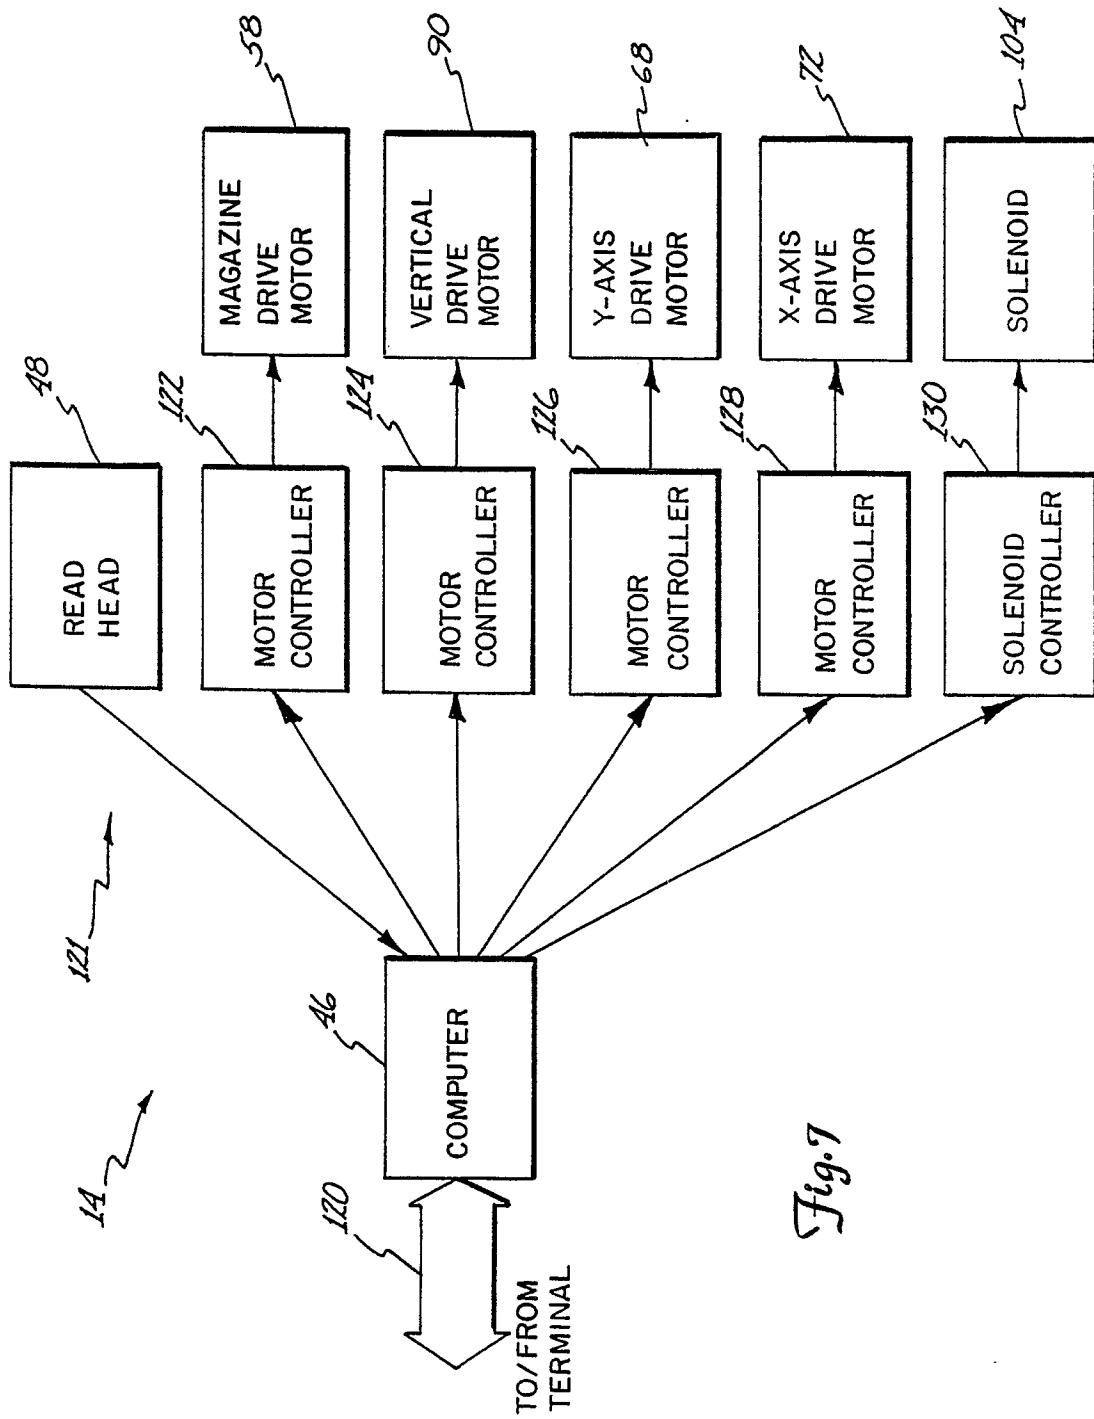 48
READ
HEAD
58
122
MOTOR
CONTROLLER
MAGAZINE
DRIVE
MOTOR
90
124
MOTOR
CONTROLLER
VERTICAL
DRIVE
MOTOR
68
126
MOTOR
CONTROLLER
Y-AXIS
DRIVE
MOTOR
72
128
MOTOR
CONTROLLER
X-AXIS
DRIVE
MOTOR
104
130
SOLENOID
CONTROLLER
SOLENOID
121
14
46
COMPUTER
120
TO/FROM
TERMINAL
Fig. 7